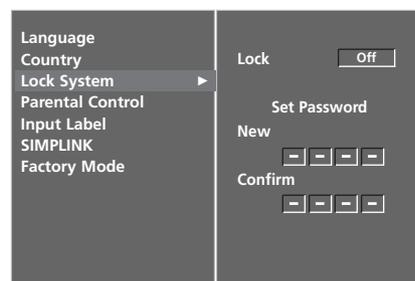 Language
Country
Lock System ►
Parental Control
Input Label
SIMPLINK
Factory Mode
Lock Off
Set Password
New
– – – –
Confirm
– – – –